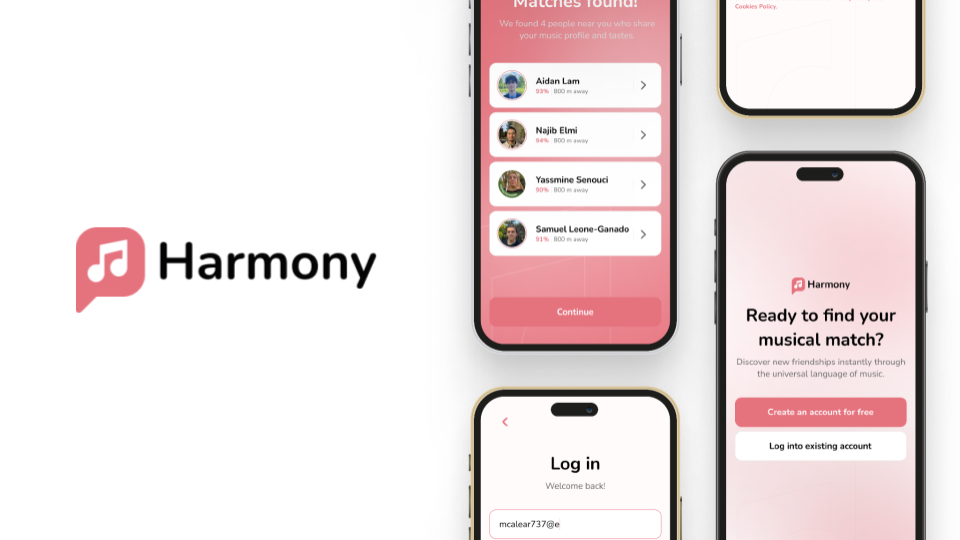 Harmony
Matches found!
We found 4 people near you who share
your music profile and tastes.
Aidan Lam
93% 800 m away
Najib Elmi
94% 800 m away
Yassmine Senouci
90% 800 m away
Samuel Leone-Ganado
91% 800 m away
Continue
Log in
Welcome back!
mcalear737@e
Cookies Policy.
Harmony
Ready to find your
musical match?
Discover new friendships instantly through
the universal language of music.
Create an account for free
Log into existing account